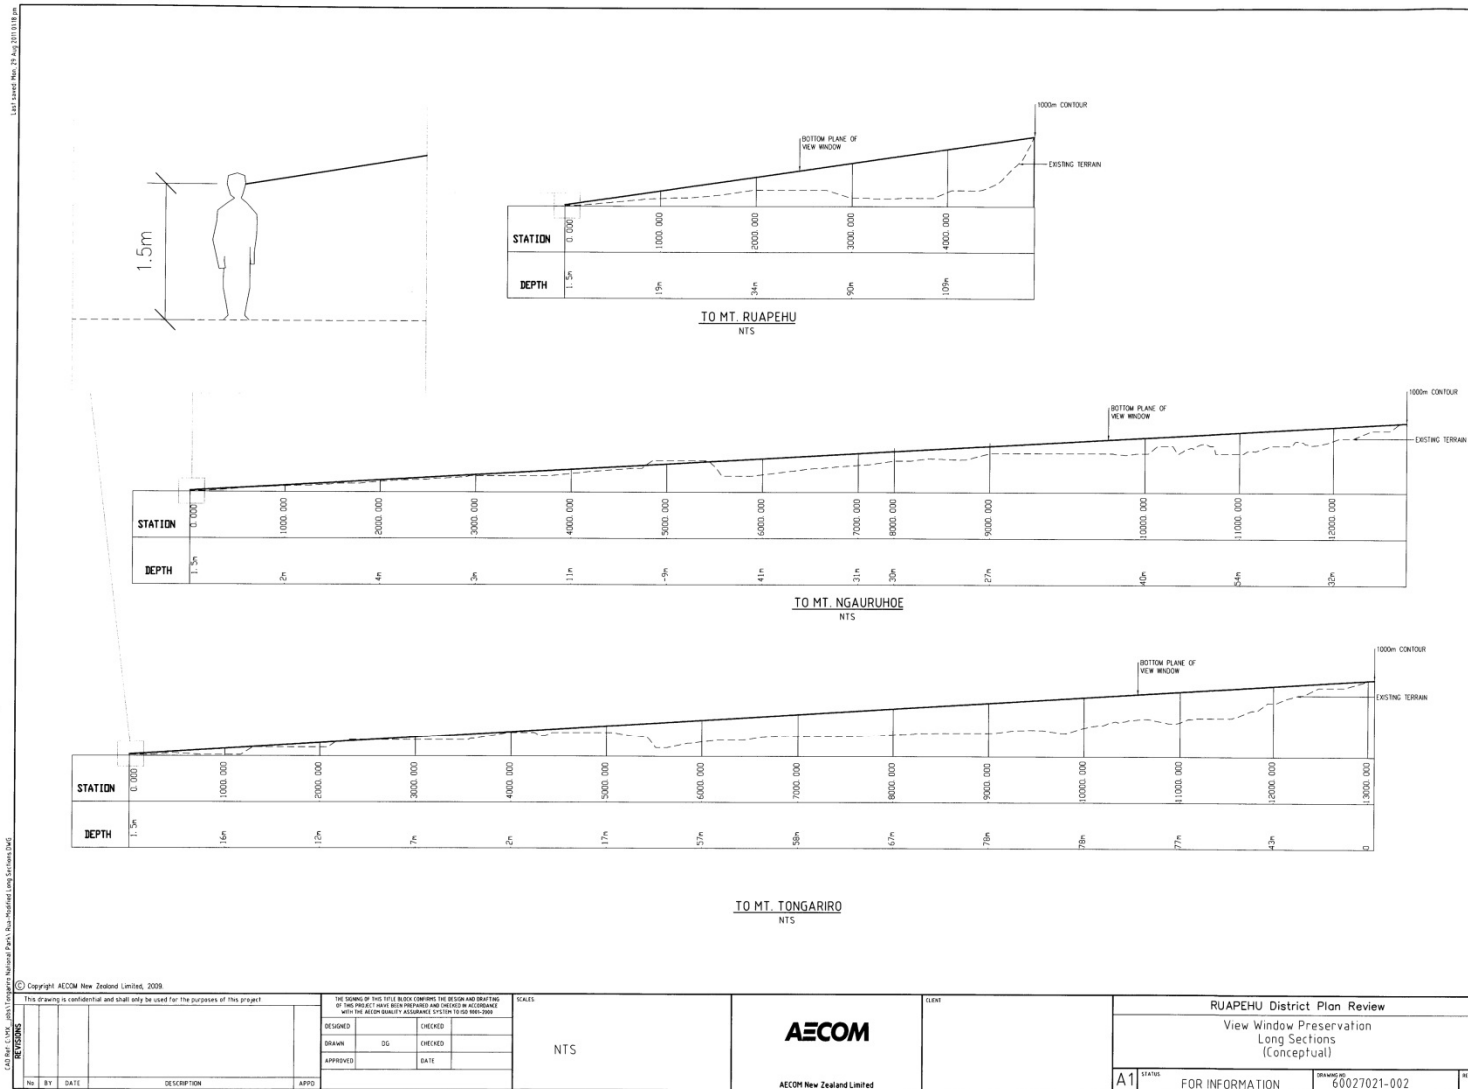 Last saved: Mon, 29 Aug 2011 01:18 pm
1000m CONTOUR
BOTTOM PLANE OF
VIEW WINDOW
EXISTING TERRAIN
1.5m
STATION 0.000 1000.000 2000.000 3000.000 4000.000
DEPTH 1.5m 19m 34m 90m 109m
TO MT. RUAPEHU
NTS
1000m CONTOUR
BOTTOM PLANE OF
VIEW WINDOW
EXISTING TERRAIN
STATION 0.000 1000.000 2000.000 3000.000 4000.000 5000.000 6000.000 7000.000 8000.000 9000.000 10000.000 11000.000 12000.000
DEPTH 1.5m 2m 4m 3m 11m -9m 41m 31m 30m 27m 40m 54m 32m
TO MT. NGAURUHOE
NTS
1000m CONTOUR
BOTTOM PLANE OF
VIEW WINDOW
EXISTING TERRAIN
STATION 0.000 1000.000 2000.000 3000.000 4000.000 5000.000 6000.000 7000.000 8000.000 9000.000 10000.000 11000.000 12000.000 13000.000
DEPTH 1.5m 16m 12m 7m 2m 17m 57m 58m 67m 78m 78m 77m 43m 0
TO MT. TONGARIRO
NTS
© Copyright AECOM New Zealand Limited, 2009.
This drawing is confidential and shall only be used for the purposes of this project
REVISIONS
No BY DATE DESCRIPTION APPD
THE SIGNING OF THIS TITLE BLOCK CONFIRMS THE DESIGN AND DRAFTING
OF THIS PROJECT HAVE BEEN PREPARED AND CHECKED IN ACCORDANCE
WITH THE AECOM QUALITY ASSURANCE SYSTEM TO ISO 9001-2000
DESIGNED CHECKED
DRAWN DG CHECKED
APPROVED DATE
SCALES
NTS
AECOM
AECOM New Zealand Limited
CLIENT
RUAPEHU District Plan Review
View Window Preservation
Long Sections
(Conceptual)
A1 STATUS
FOR INFORMATION
DRAWING NO
60027021-002